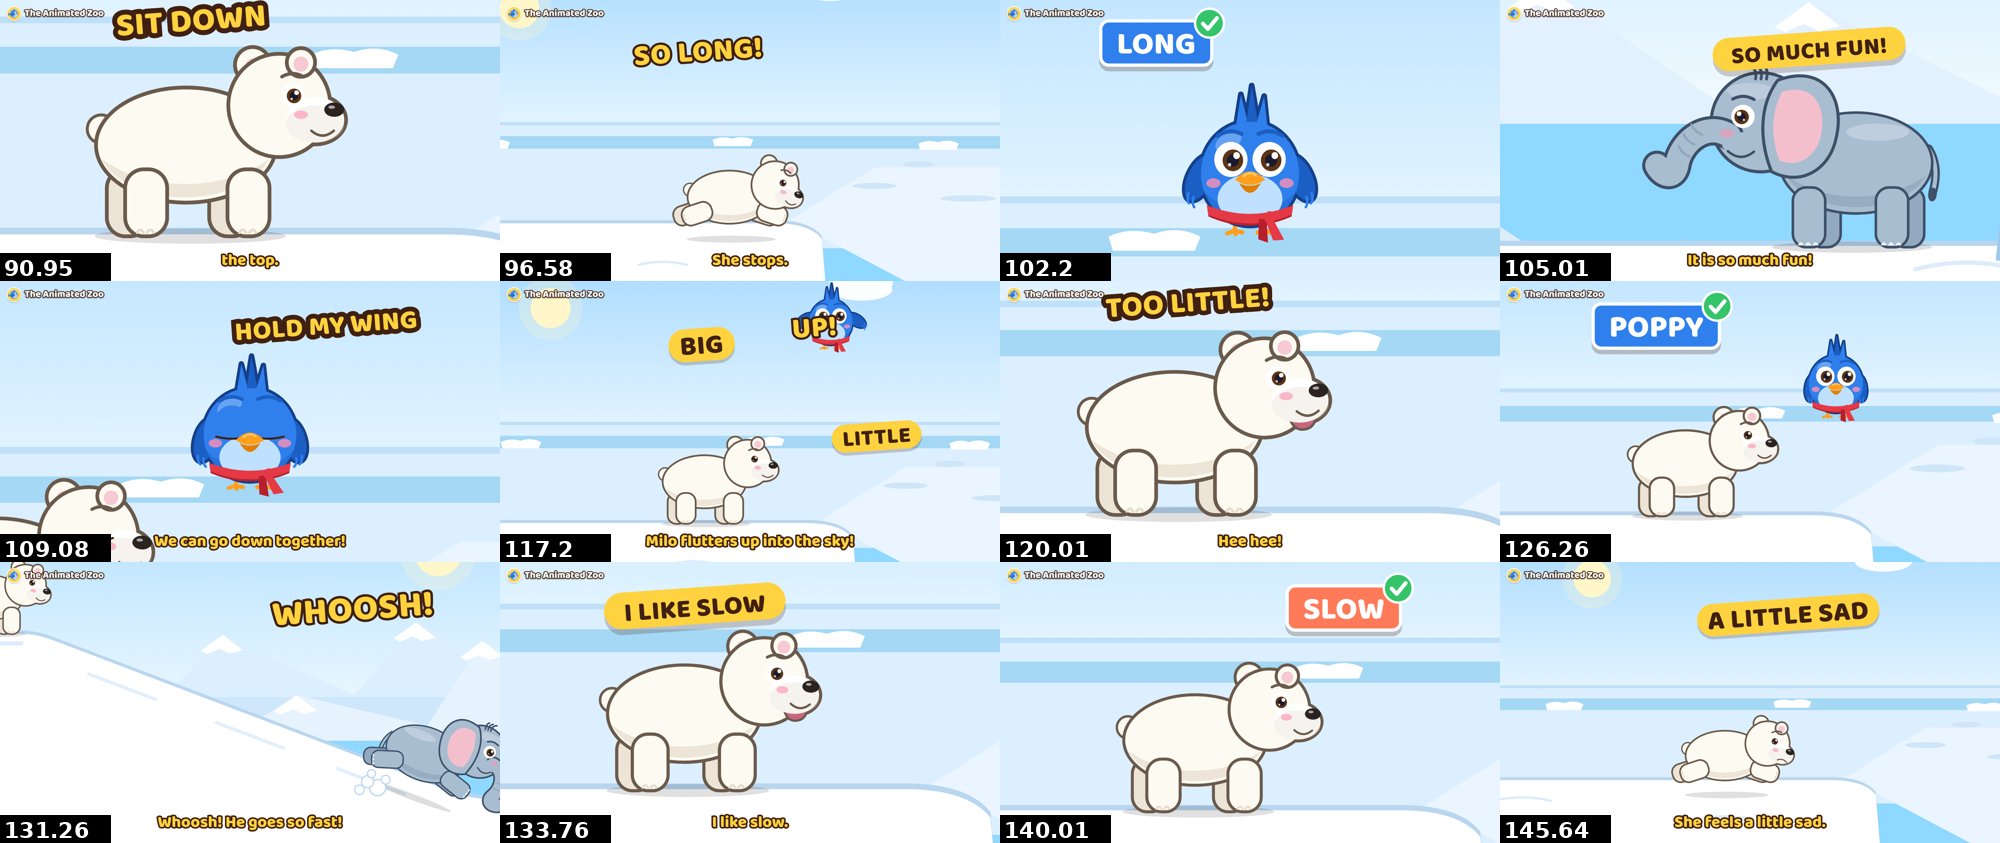 The Animated Zoo
SIT DOWN
the top.
90.95
The Animated Zoo
SO LONG!
She stops.
96.58
The Animated Zoo
LONG
102.2
The Animated Zoo
SO MUCH FUN!
It is so much fun!
105.01
The Animated Zoo
HOLD MY WING
We can go down together!
109.08
The Animated Zoo
UP!
BIG
LITTLE
Milo flutters up into the sky!
117.2
The Animated Zoo
TOO LITTLE!
Hee hee!
120.01
The Animated Zoo
POPPY
126.26
The Animated Zoo
WHOOSH!
Whoosh! He goes so fast!
131.26
The Animated Zoo
I LIKE SLOW
I like slow.
133.76
The Animated Zoo
SLOW
140.01
The Animated Zoo
A LITTLE SAD
She feels a little sad.
145.64